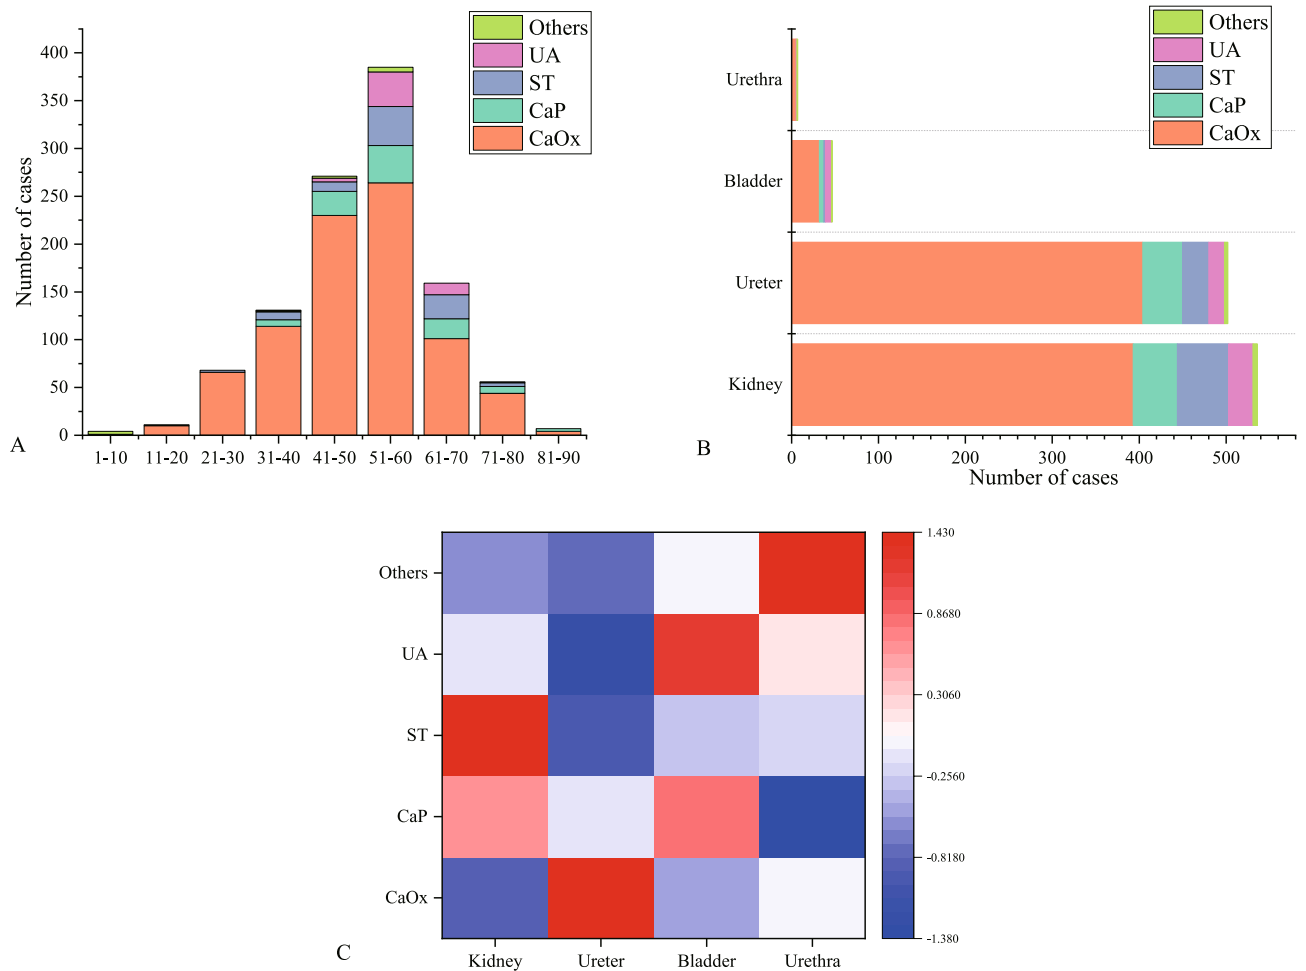 Others
UA
ST
CaP
CaOx
400
350
300
250
200
150
100
50
0
Number of cases
1-10 11-20 21-30 31-40 41-50 51-60 61-70 71-80 81-90
A
Others
UA
ST
CaP
CaOx
Urethra
Bladder
Ureter
Kidney
0 100 200 300 400 500
Number of cases
B
Others
UA
ST
CaP
CaOx
Kidney Ureter Bladder Urethra
1.430
0.8680
0.3060
-0.2560
-0.8180
-1.380
C